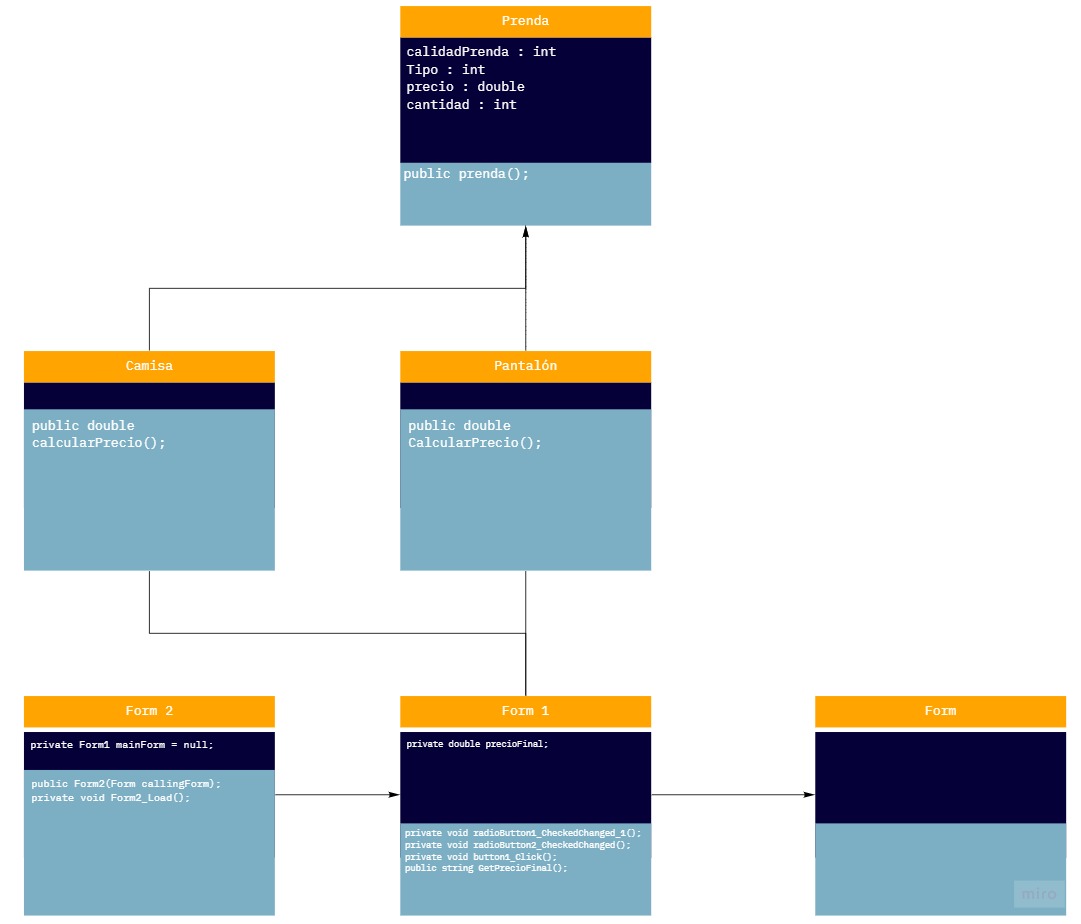 Prenda
calidadPrenda : int
Tipo : int
precio : double
cantidad : int
public prenda();
Camisa
public double
calcularPrecio();
Pantalón
public double
CalcularPrecio();
Form 2
private Form1 mainForm = null;
public Form2(Form callingForm);
private void Form2_Load();
Form 1
private double precioFinal;
private void radioButton1_CheckedChanged_1();
private void radioButton2_CheckedChanged();
private void button1_Click();
public string GetPrecioFinal();
Form
miro